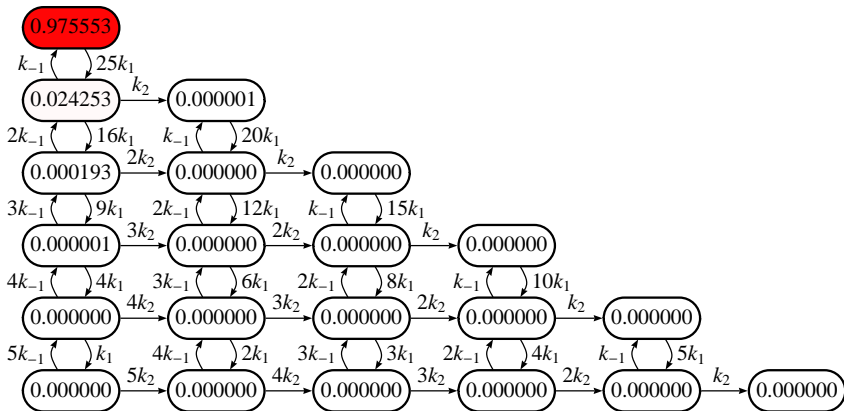 0.975553
k₋₁ 25k₁
k₂
0.024253 0.000001
2k₋₁ 16k₁ k₋₁ 20k₁
2k₂ k₂
0.000193 0.000000 0.000000
3k₋₁ 9k₁ 2k₋₁ 12k₁ k₋₁ 15k₁
3k₂ 2k₂ k₂
0.000001 0.000000 0.000000 0.000000
4k₋₁ 4k₁ 3k₋₁ 6k₁ 2k₋₁ 8k₁ k₋₁ 10k₁
4k₂ 3k₂ 2k₂ k₂
0.000000 0.000000 0.000000 0.000000 0.000000
5k₋₁ k₁ 4k₋₁ 2k₁ 3k₋₁ 3k₁ 2k₋₁ 4k₁ k₋₁ 5k₁
5k₂ 4k₂ 3k₂ 2k₂ k₂
0.000000 0.000000 0.000000 0.000000 0.000000 0.000000